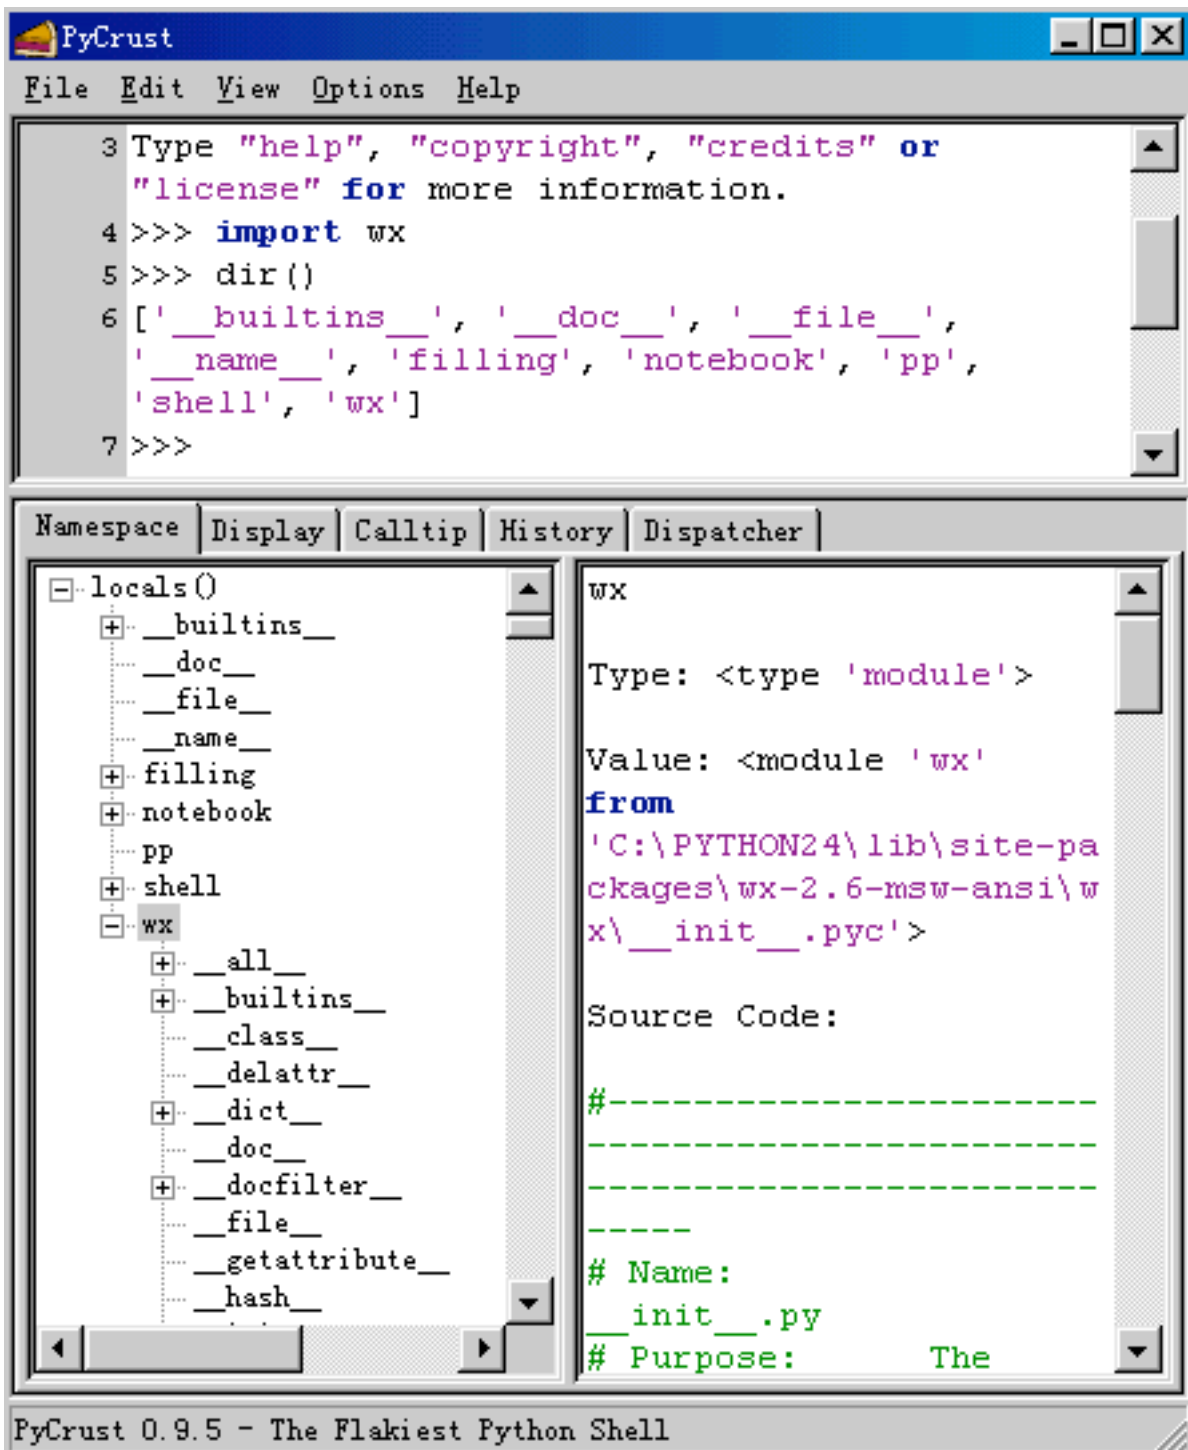 PyCrust
File Edit View Options Help
3 Type "help", "copyright", "credits" or
"license" for more information.
4 >>> import wx
5 >>> dir()
6 ['__builtins__', '__doc__', '__file__',
'__name__', 'filling', 'notebook', 'pp',
'shell', 'wx']
7 >>>
Namespace Display Calltip History Dispatcher
locals()
__builtins__
__doc__
__file__
__name__
filling
notebook
pp
shell
wx
__all__
__builtins__
__class__
__delattr__
__dict__
__doc__
__docfilter__
__file__
__getattribute__
__hash__
wx
Type: <type 'module'>
Value: <module 'wx'
from
'C:\PYTHON24\lib\site-pa
ckages\wx-2.6-msw-ansi\w
x\__init__.pyc'>
Source Code:
#-----------------------
------------------------
------------------------
-----
# Name:
__init__.py
# Purpose: The
PyCrust 0.9.5 - The Flakiest Python Shell